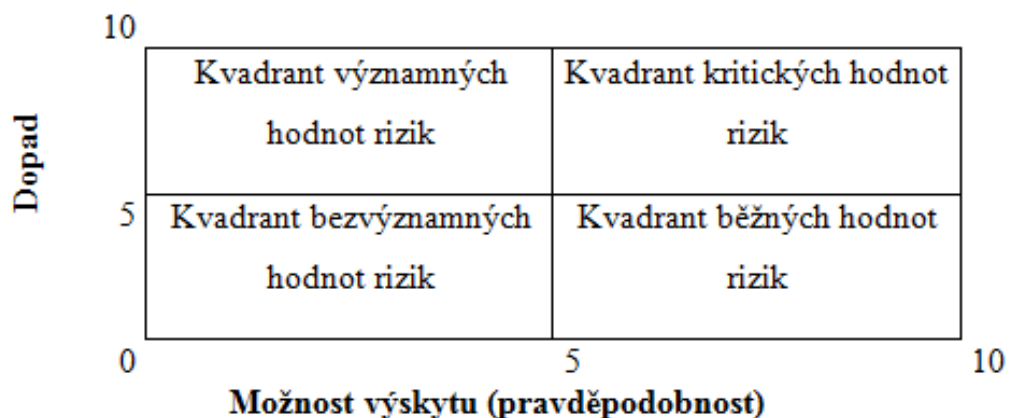 10
Kvadrant významných
hodnot rizik
Kvadrant kritických hodnot
rizik
Dopad
5
Kvadrant bezvýznamných
hodnot rizik
Kvadrant běžných hodnot
rizik
0
5
10
Možnost výskytu (pravděpodobnost)